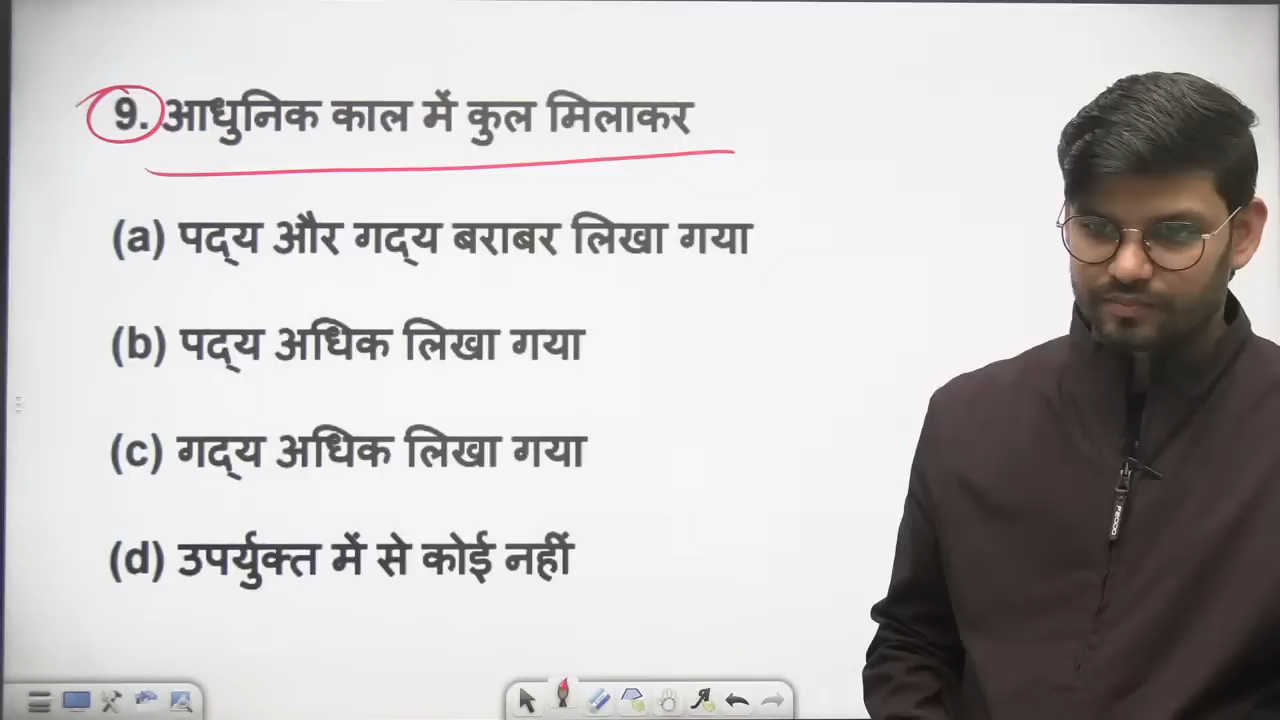 9. आधुनिक काल में कुल मिलाकर
(a) पद्‌य और गद्‌य बराबर लिखा गया
(b) पद्‌य अधिक लिखा गया
(c) गद्‌य अधिक लिखा गया
(d) उपर्युक्त में से कोई नहीं